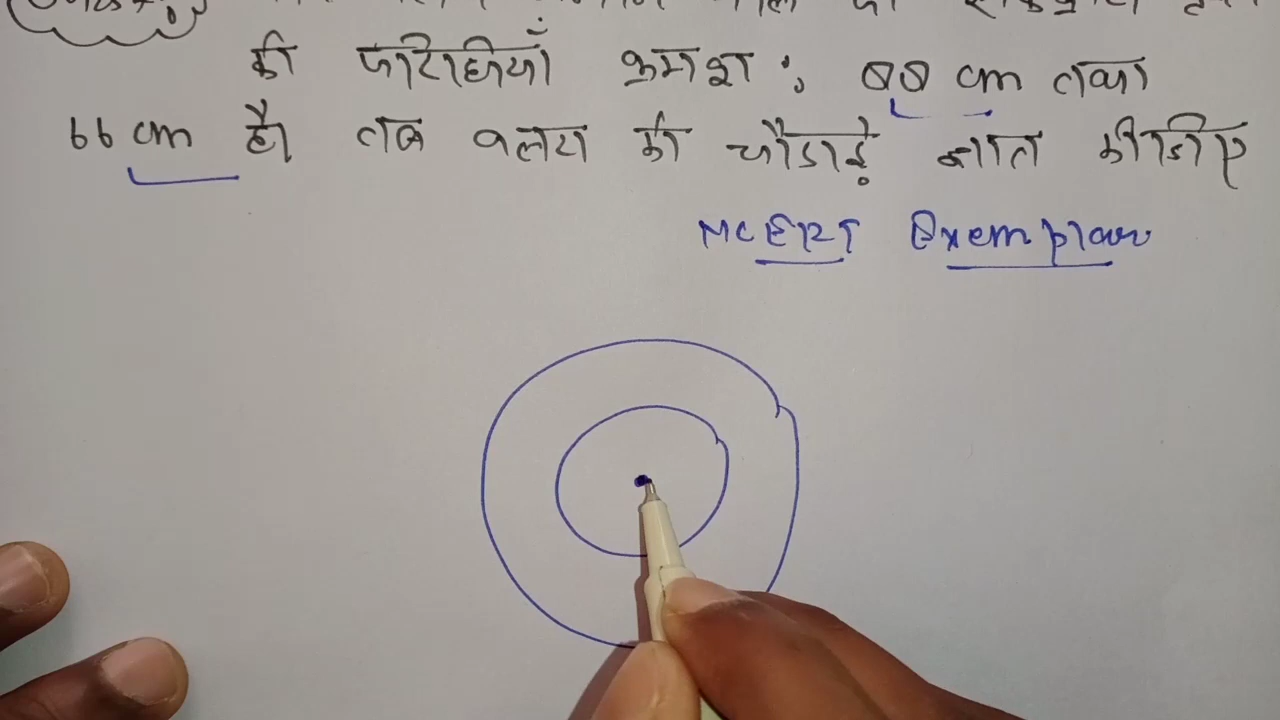 की परिधियाँ क्रमश: 88 cm तथा
66 cm है। तब वलय की चौड़ाई ज्ञात कीजिए
NCERT Exemplar